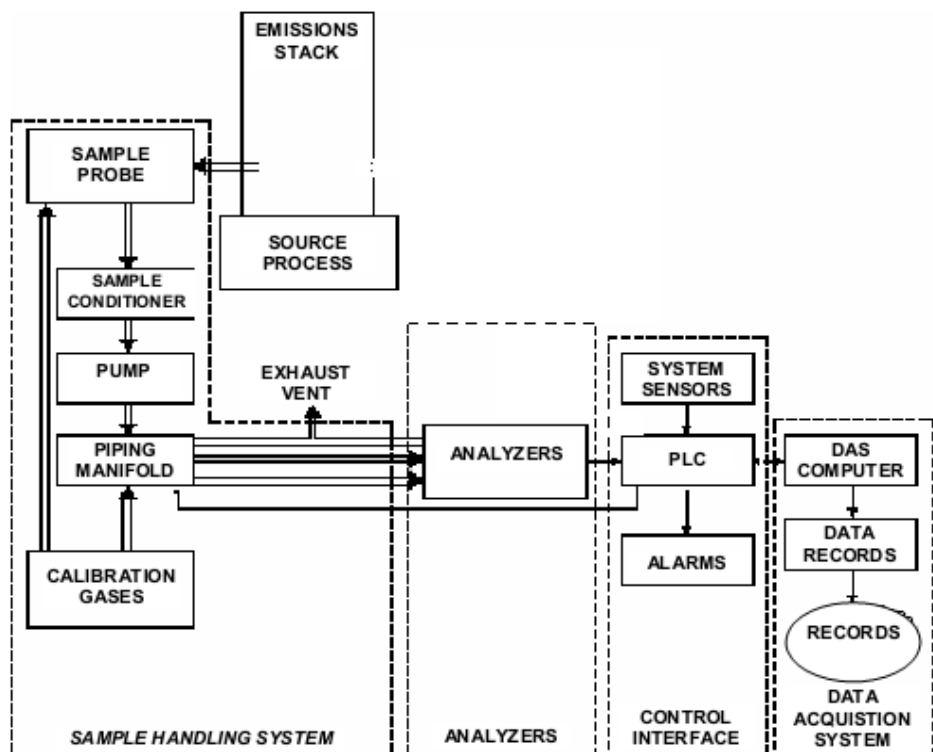 EMISSIONS
STACK
SAMPLE
PROBE
SOURCE
PROCESS
SAMPLE
CONDITIONER
PUMP
EXHAUST
VENT
PIPING
MANIFOLD
CALIBRATION
GASES
ANALYZERS
SYSTEM
SENSORS
PLC
ALARMS
DAS
COMPUTER
DATA
RECORDS
RECORDS
SAMPLE HANDLING SYSTEM
ANALYZERS
CONTROL
INTERFACE
DATA
ACQUISTION
SYSTEM